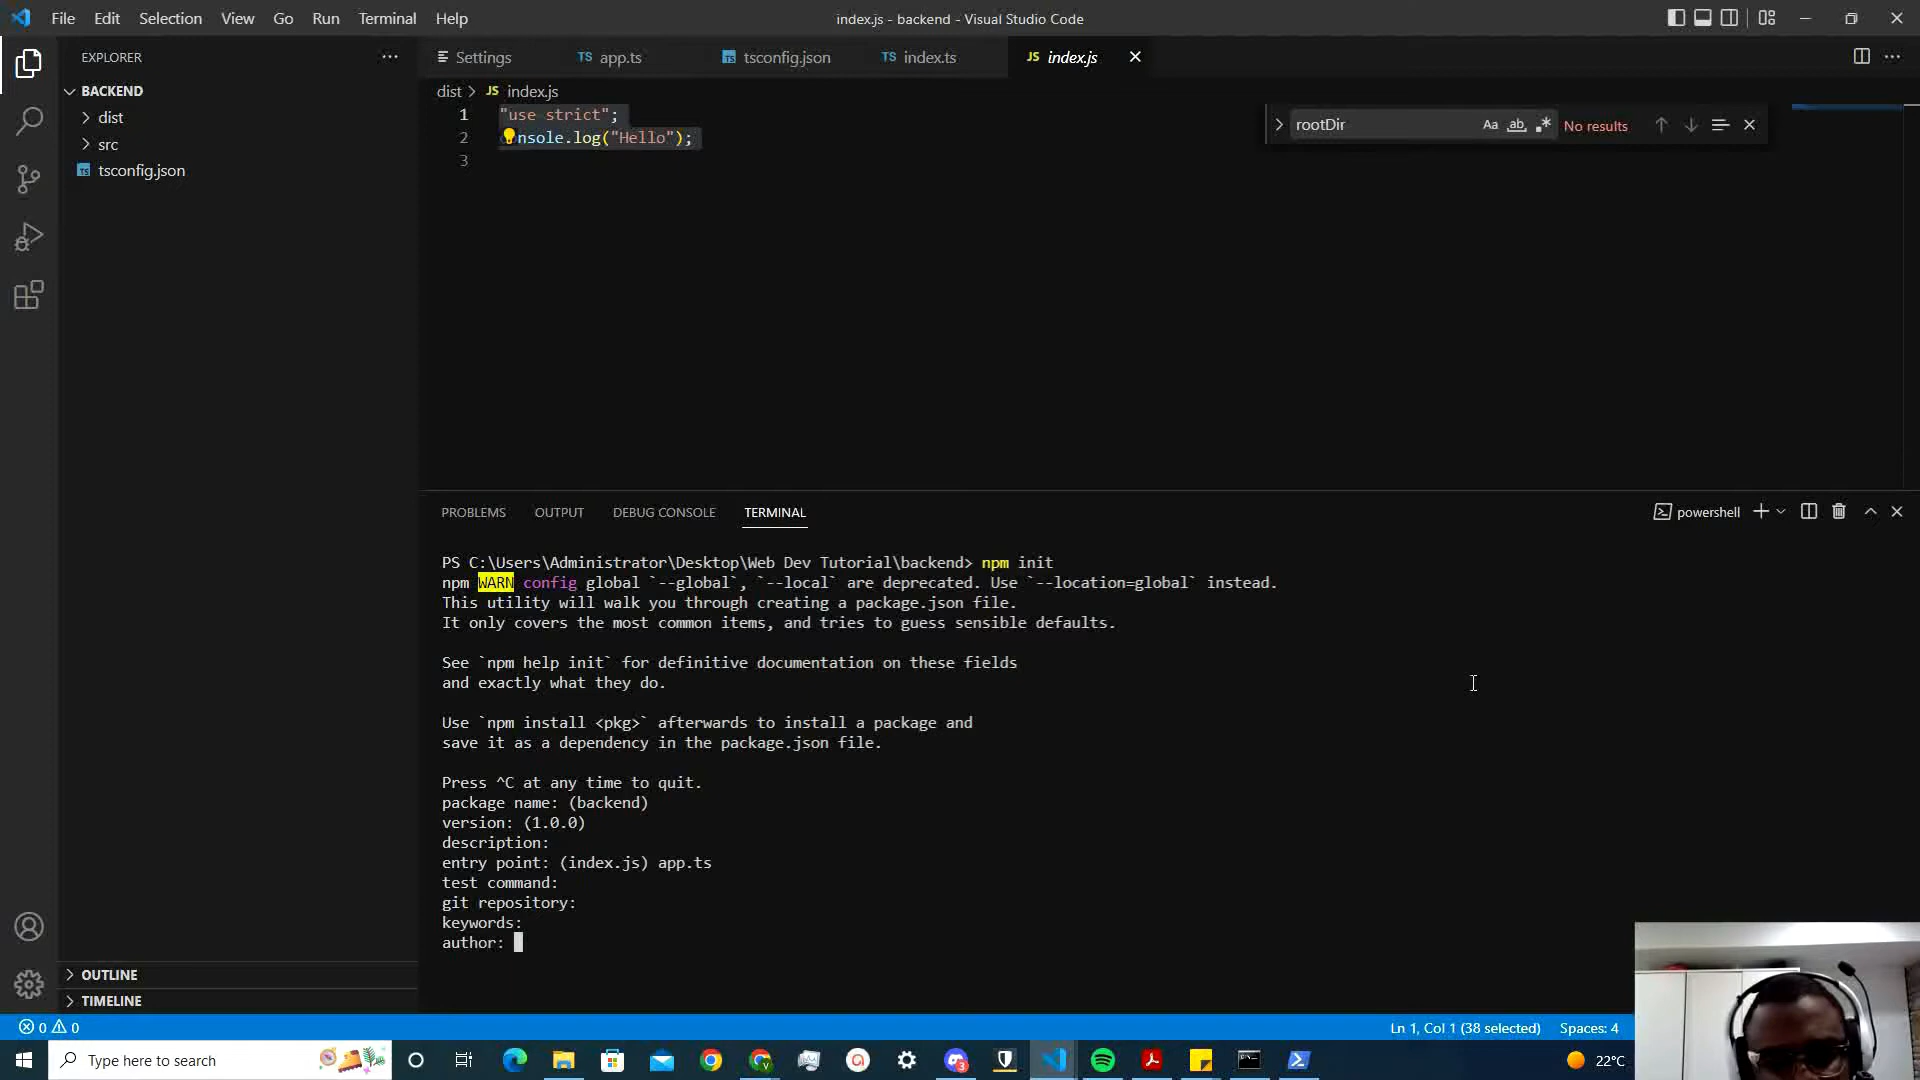 File Edit Selection View Go Run Terminal Help
index.js - backend - Visual Studio Code
EXPLORER
BACKEND
dist
src
TS tsconfig.json
OUTLINE
TIMELINE
Settings TS app.ts TS tsconfig.json TS index.ts JS index.js
dist > JS index.js
1 "use strict";
2 nsole.log("Hello");
3
rootDir Aa ab No results
PROBLEMS OUTPUT DEBUG CONSOLE TERMINAL
powershell
PS C:\Users\Administrator\Desktop\Web Dev Tutorial\backend> npm init
npm WARN config global `--global`, `--local` are deprecated. Use `--location=global` instead.
This utility will walk you through creating a package.json file.
It only covers the most common items, and tries to guess sensible defaults.
See `npm help init` for definitive documentation on these fields
and exactly what they do.
Use `npm install <pkg>` afterwards to install a package and
save it as a dependency in the package.json file.
Press ^C at any time to quit.
package name: (backend)
version: (1.0.0)
description:
entry point: (index.js) app.ts
test command:
git repository:
keywords:
author:
0 0
Ln 1, Col 1 (38 selected) Spaces: 4
Type here to search
22°C